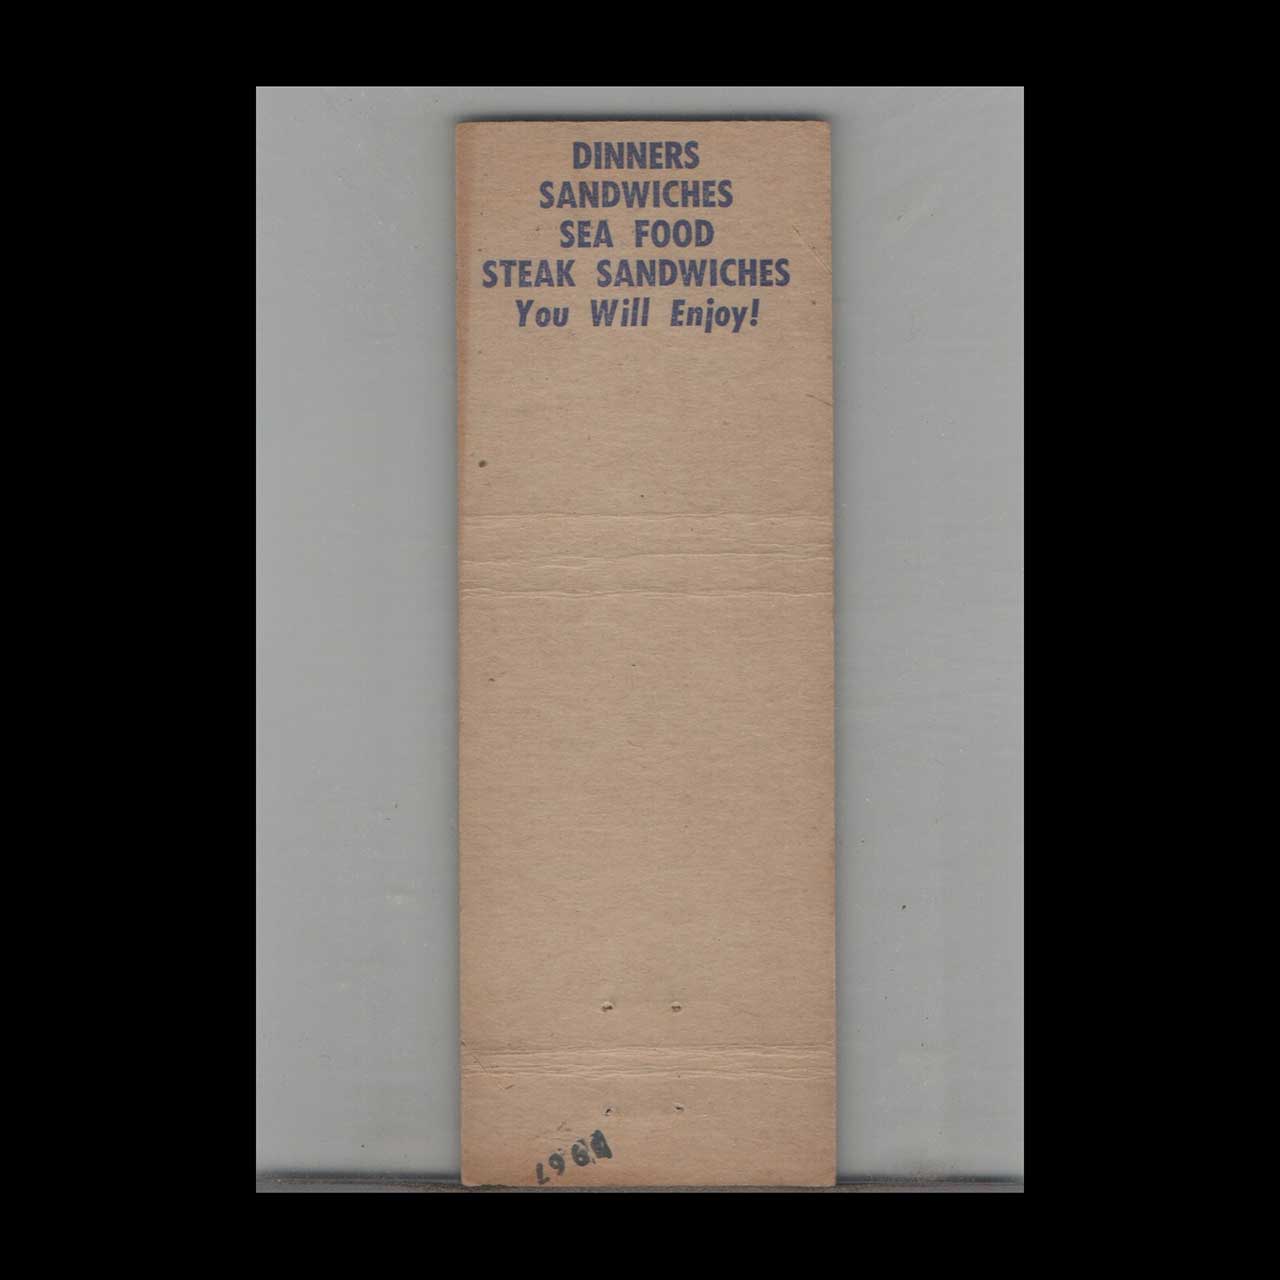 DINNERS
SANDWICHES
SEA FOOD
STEAK SANDWICHES
You Will Enjoy!